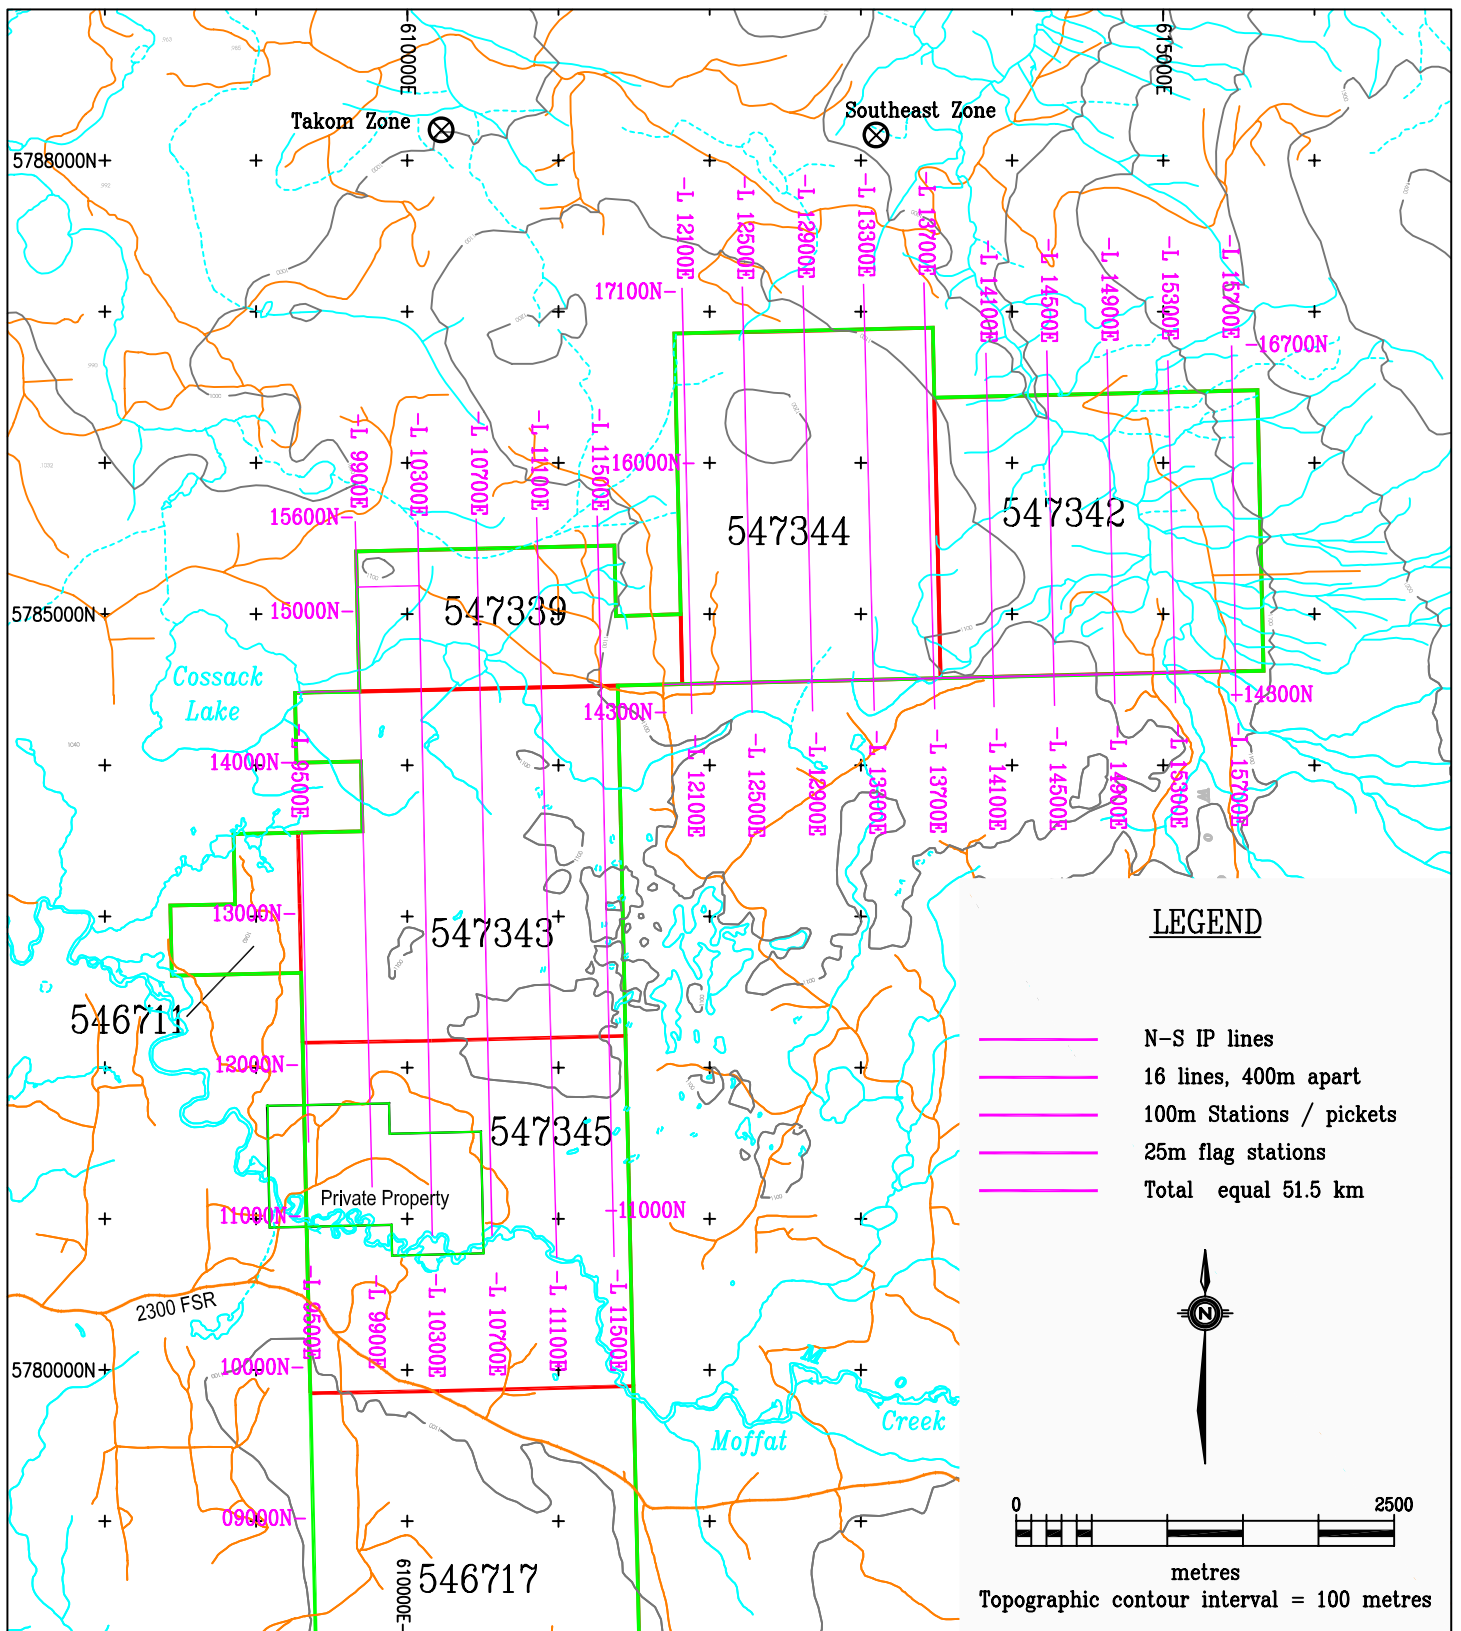 610000E
615000E
Takom Zone
Southeast Zone
5788000N
-L 12100E
-L 12500E
-L 12900E
-L 13300E
-L 13700E
-L 14100E
-L 14500E
-L 14900E
-L 15300E
-L 15700E
17100N-
-16700N
-L 9900E
-L 10300E
-L 10700E
-L 11100E
-L 11500E
16000N-
15600N-
547344
547342
5785000N
15000N-
547339
Cossack
Lake
14300N-
-14300N
-L 9500E
14000N-
-L 12100E
-L 12500E
-L 12900E
-L 13300E
-L 13700E
-L 14100E
-L 14500E
-L 14900E
-L 15300E
-L 15700E
13000N-
547343
LEGEND
546711
N-S IP lines
12000N-
16 lines, 400m apart
100m Stations / pickets
547345
25m flag stations
Private Property
Total equal 51.5 km
11000N-
-11000N
2300 FSR
-L 9500E
-L 9900E
-L 10300E
-L 10700E
-L 11100E
-L 11500E
5780000N
10000N-
Creek
Moffat
09000N-
0 2500
metres
61000E
546717
Topographic contour interval = 100 metres
N